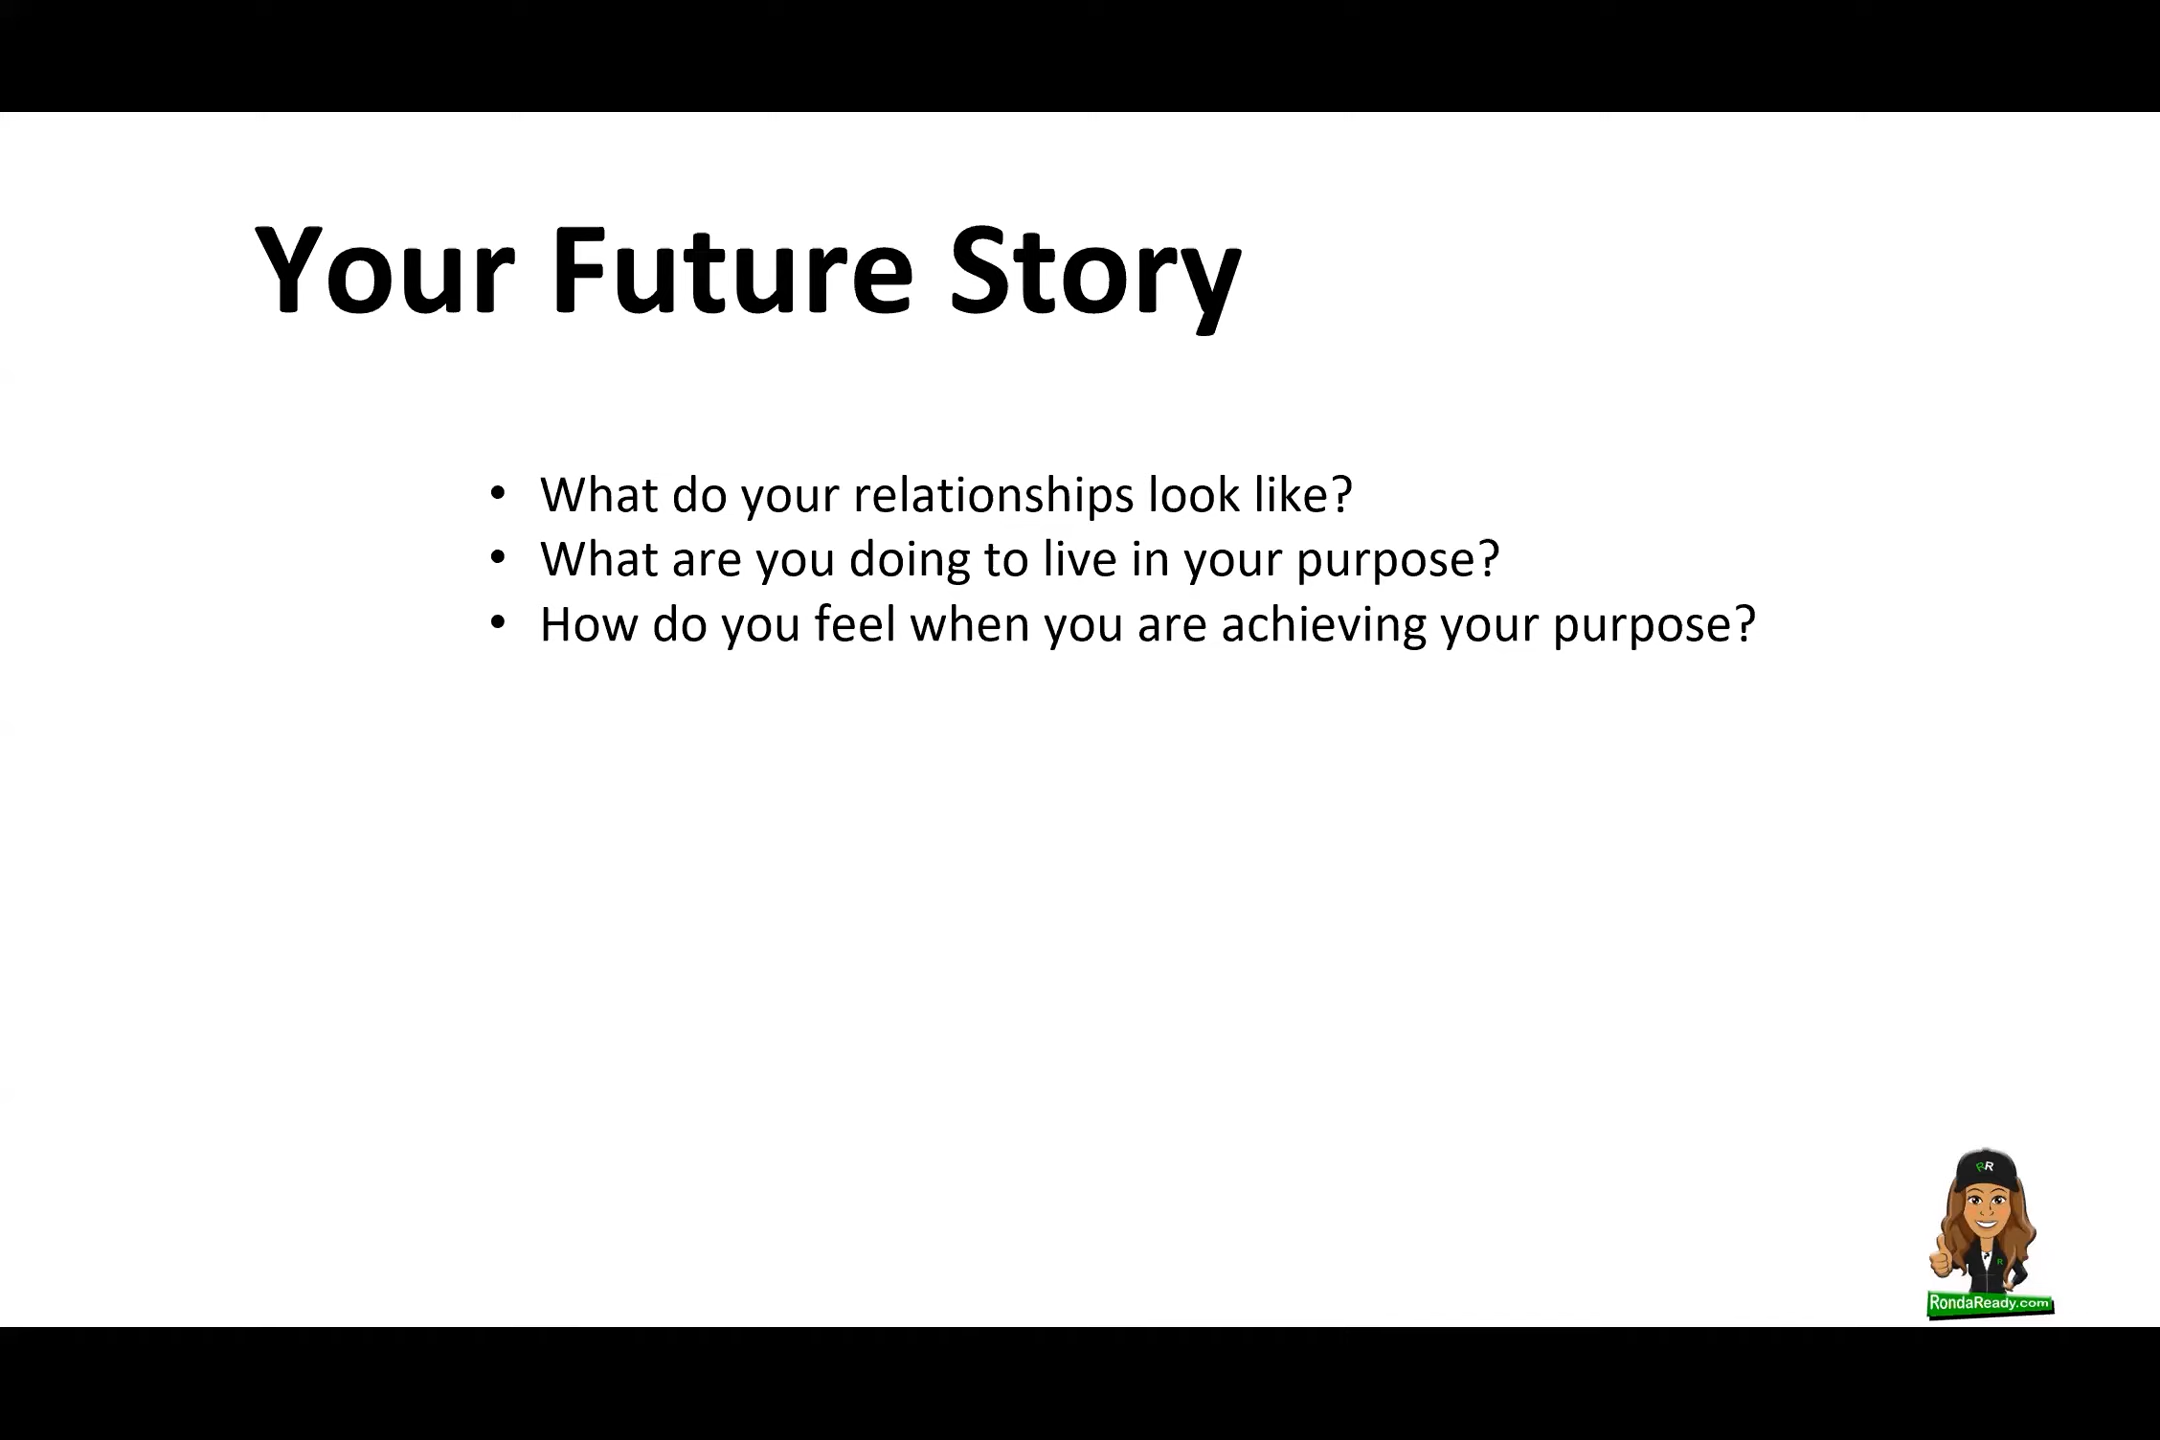 Your Future Story
• What do your relationships look like?
• What are you doing to live in your purpose?
• How do you feel when you are achieving your purpose?
RR
R
RondaReady.com